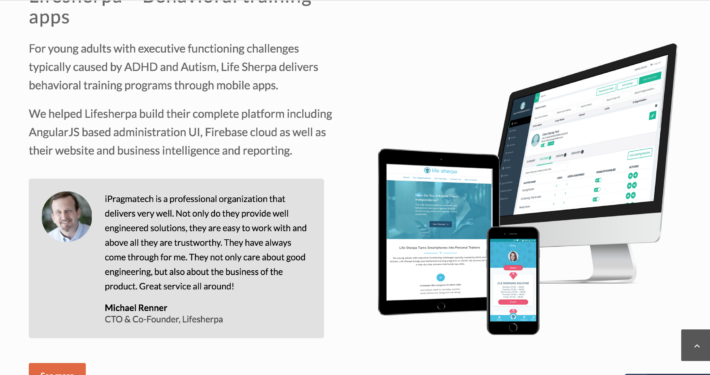 Lifesherpa – Behavioral training
apps
For young adults with executive functioning challenges
typically caused by ADHD and Autism, Life Sherpa delivers
behavioral training programs through mobile apps.
We helped Lifesherpa build their complete platform including
AngularJS based administration UI, Firebase cloud as well as
their website and business intelligence and reporting.
iPragmatech is a professional organization that
delivers very well. Not only do they provide well
engineered solutions, they are easy to work with and
above all they are trustworthy. They have always
come through for me. They not only care about good
engineering, but also about the business of the
product. Great service all around!
Michael Renner
CTO & Co-Founder, Lifesherpa
life sherpa
Life Sherpa Turns Smartphones Into Personal Trainers